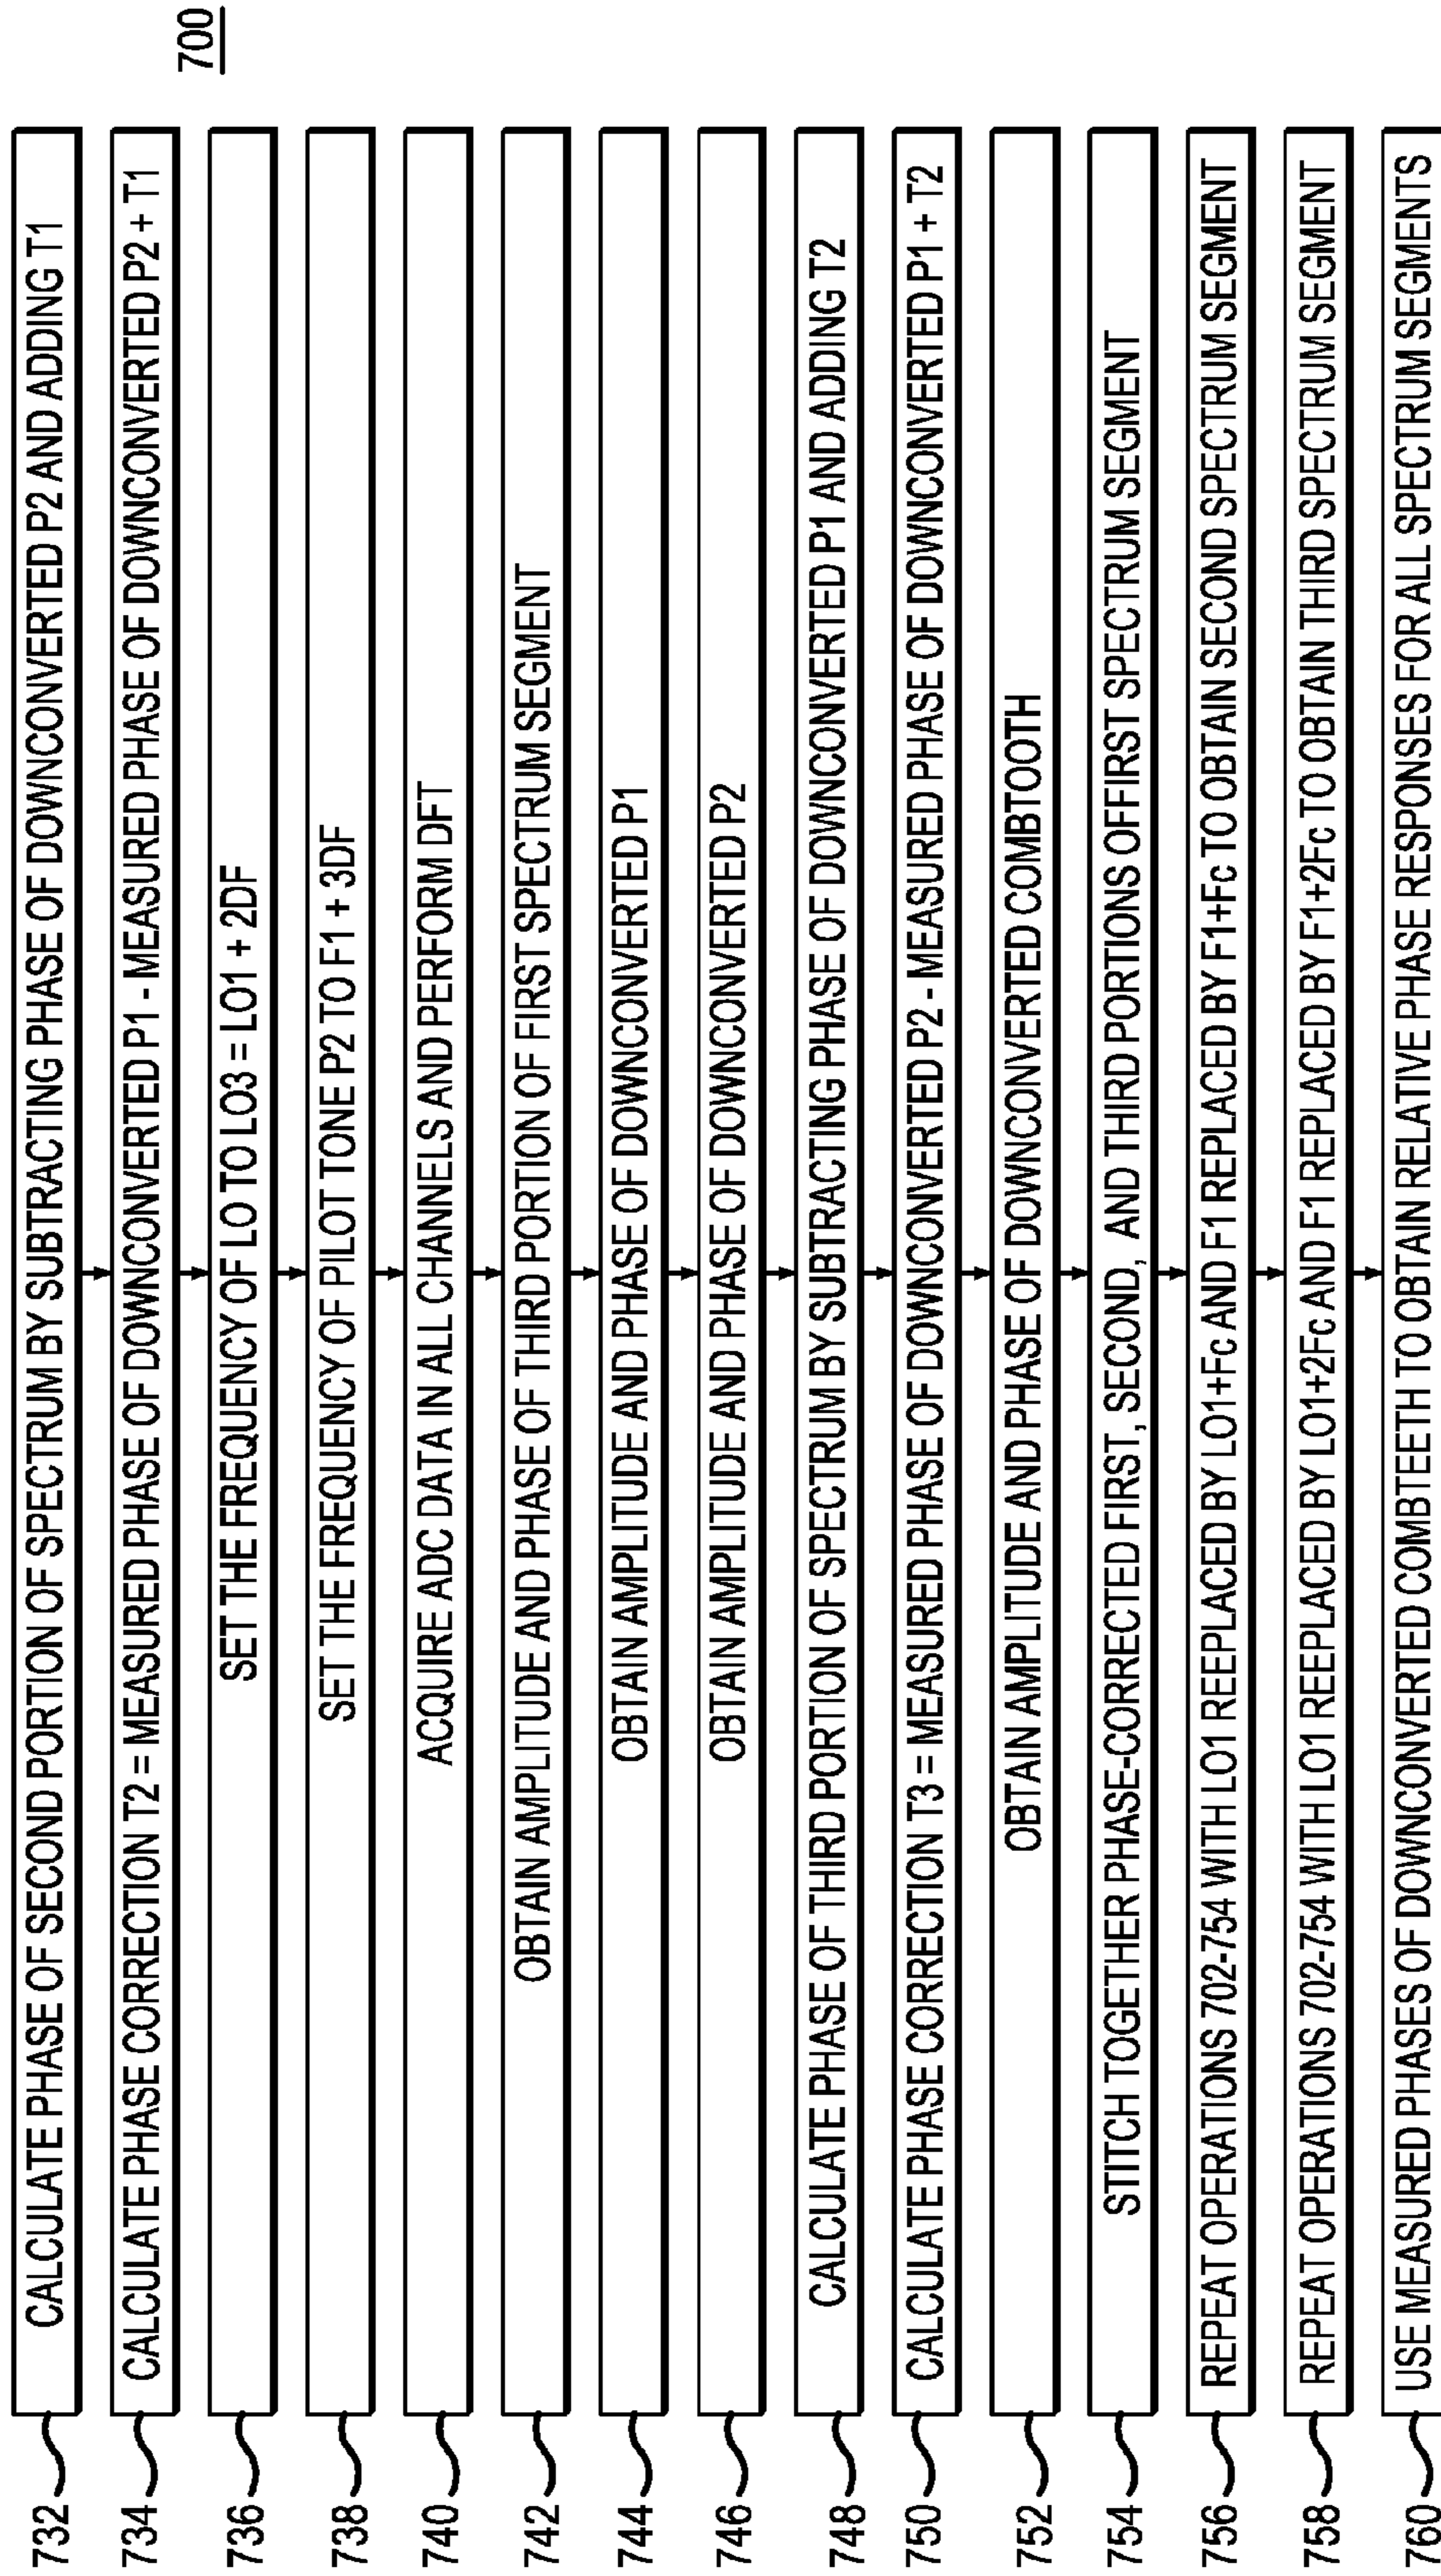 700
732 CALCULATE PHASE OF SECOND PORTION OF SPECTRUM BY SUBTRACTING PHASE OF DOWNCONVERTED P2 AND ADDING T1
734 CALCULATE PHASE CORRECTION T2 = MEASURED PHASE OF DOWNCONVERTED P1 - MEASURED PHASE OF DOWNCONVERTED P2 + T1
736 SET THE FREQUENCY OF LO TO LO3 = LO1 + 2DF
738 SET THE FREQUENCY OF PILOT TONE P2 TO F1 + 3DF
740 ACQUIRE ADC DATA IN ALL CHANNELS AND PERFORM DFT
742 OBTAIN AMPLITUDE AND PHASE OF THIRD PORTION OF FIRST SPECTRUM SEGMENT
744 OBTAIN AMPLITUDE AND PHASE OF DOWNCONVERTED P1
746 OBTAIN AMPLITUDE AND PHASE OF DOWNCONVERTED P2
748 CALCULATE PHASE OF THIRD PORTION OF SPECTRUM BY SUBTRACTING PHASE OF DOWNCONVERTED P1 AND ADDING T2
750 CALCULATE PHASE CORRECTION T3 = MEASURED PHASE OF DOWNCONVERTED P2 - MEASURED PHASE OF DOWNCONVERTED P1 + T2
752 OBTAIN AMPLITUDE AND PHASE OF DOWNCONVERTED COMBTOOTH
754 STITCH TOGETHER PHASE-CORRECTED FIRST, SECOND, AND THIRD PORTIONS OFFIRST SPECTRUM SEGMENT
756 REPEAT OPERATIONS 702-754 WITH LO1 REEPLACED BY LO1+Fc AND F1 REPLACED BY F1+Fc TO OBTAIN SECOND SPECTRUM SEGMENT
758 REPEAT OPERATIONS 702-754 WITH LO1 REEPLACED BY LO1+2Fc AND F1 REPLACED BY F1+2Fc TO OBTAIN THIRD SPECTRUM SEGMENT
760 USE MEASURED PHASES OF DOWNCONVERTED COMBTEETH TO OBTAIN RELATIVE PHASE RESPONSES FOR ALL SPECTRUM SEGMENTS